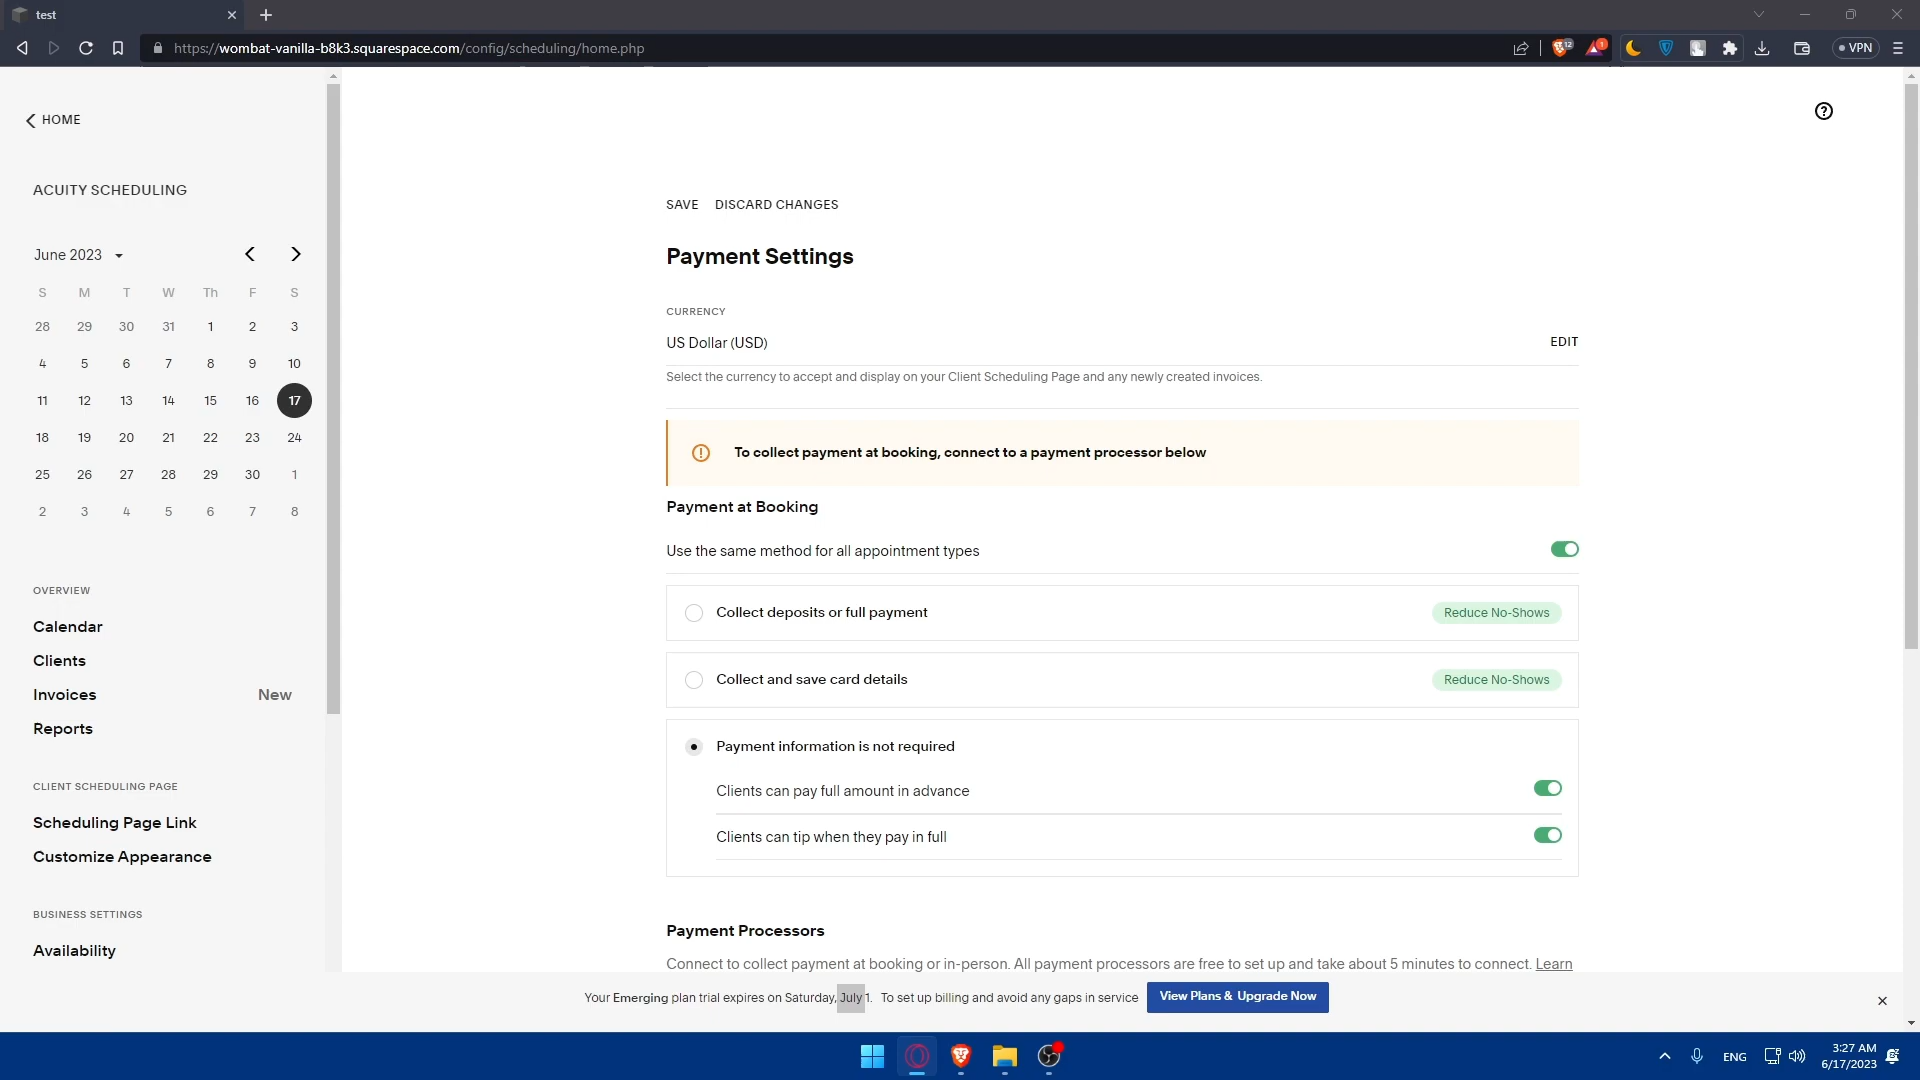 test
https://wombat-vanilla-b8k3.squarespace.com/config/scheduling/home.php
12
1
VPN
HOME
ACUITY SCHEDULING
June 2023
S M T W Th F S
28 29 30 31 1 2 3
4 5 6 7 8 9 10
11 12 13 14 15 16 17
18 19 20 21 22 23 24
25 26 27 28 29 30 1
2 3 4 5 6 7 8
OVERVIEW
Calendar
Clients
Invoices New
Reports
CLIENT SCHEDULING PAGE
Scheduling Page Link
Customize Appearance
BUSINESS SETTINGS
Availability
SAVE DISCARD CHANGES
Payment Settings
CURRENCY
US Dollar (USD) EDIT
Select the currency to accept and display on your Client Scheduling Page and any newly created invoices.
To collect payment at booking, connect to a payment processor below
Payment at Booking
Use the same method for all appointment types
Collect deposits or full payment Reduce No-Shows
Collect and save card details Reduce No-Shows
Payment information is not required
Clients can pay full amount in advance
Clients can tip when they pay in full
Payment Processors
Connect to collect payment at booking or in-person. All payment processors are free to set up and take about 5 minutes to connect. Learn
Your Emerging plan trial expires on Saturday, July 1. To set up billing and avoid any gaps in service View Plans & Upgrade Now
ENG
3:27 AM
6/17/2023